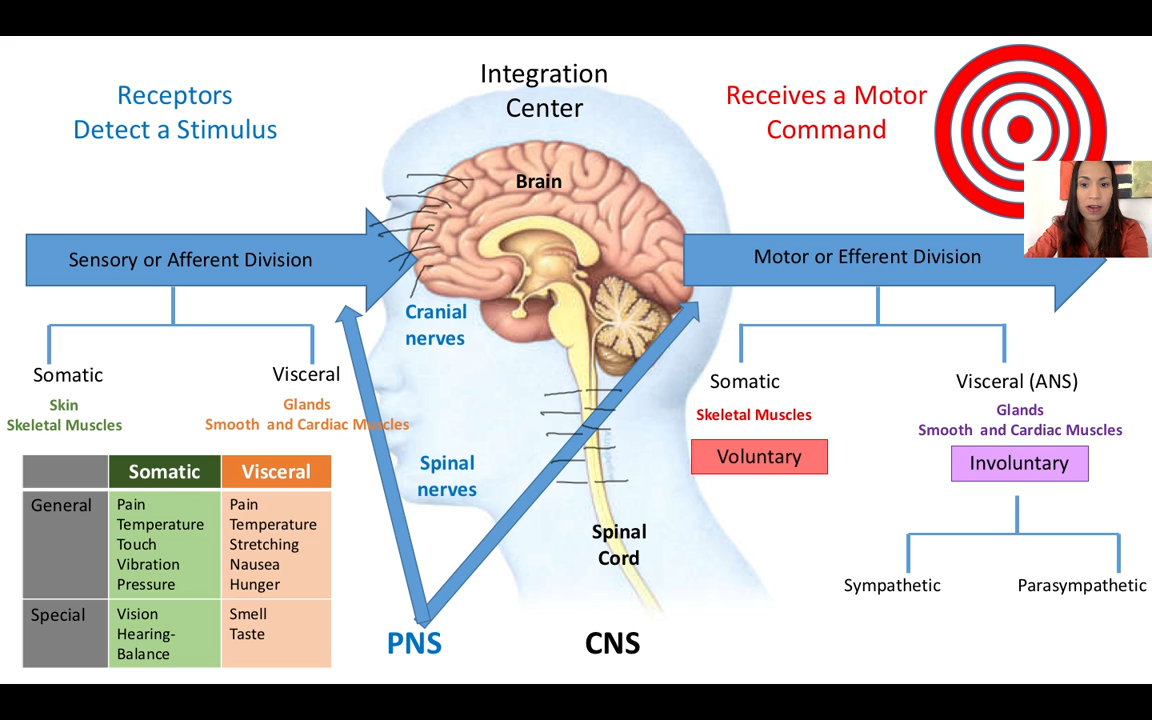 Receptors
Detect a Stimulus
Integration
Center
Receives a Motor
Command
Brain
Sensory or Afferent Division
Motor or Efferent Division
Cranial
nerves
Somatic
Skin
Skeletal Muscles
Visceral
Glands
Smooth and Cardiac Muscles
Somatic
Skeletal Muscles
Voluntary
Visceral (ANS)
Glands
Smooth and Cardiac Muscles
Involuntary
Sympathetic
Parasympathetic
Spinal
nerves
Spinal
Cord
Somatic Visceral
General
Pain
Temperature
Touch
Vibration
Pressure
Pain
Temperature
Stretching
Nausea
Hunger
Special
Vision
Hearing-
Balance
Smell
Taste
PNS
CNS